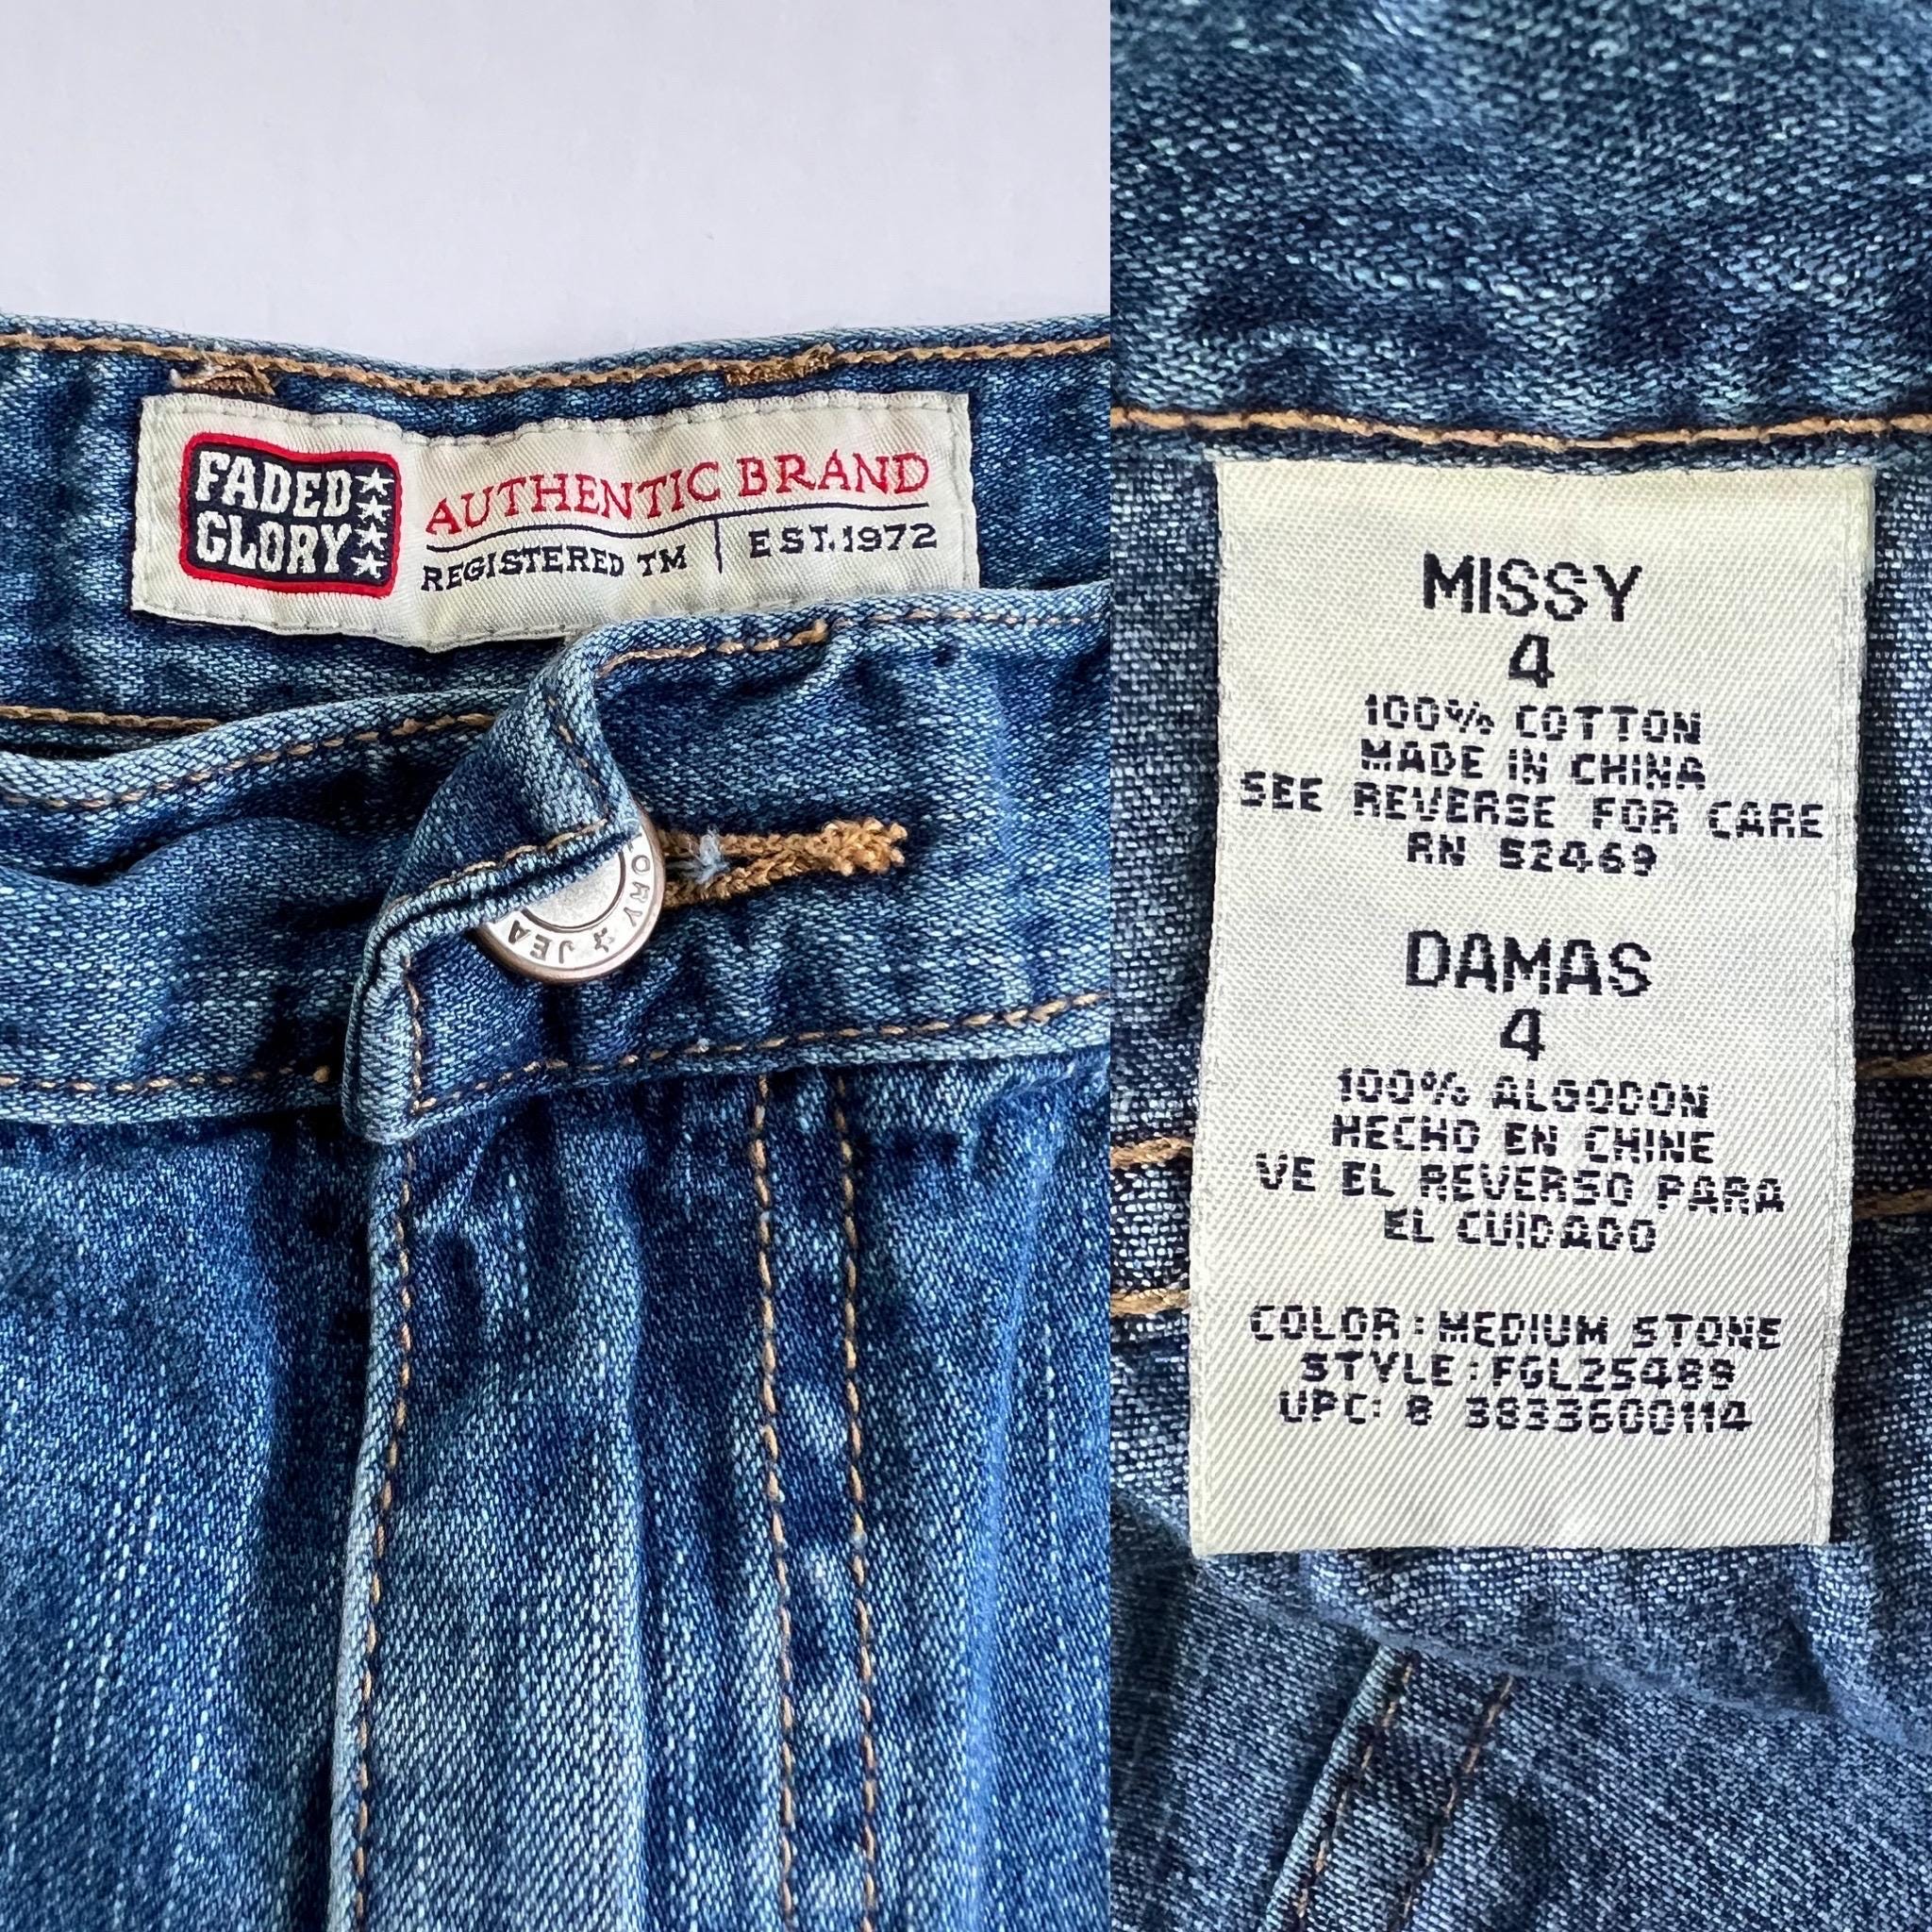 FADED
GLORY
AUTHENTIC BRAND
REGISTERED TM | EST. 1972
ORY ☆ JEA
MISSY
4
100% COTTON
MADE IN CHINA
SEE REVERSE FOR CARE
RN 52469
DAMAS
4
100% ALGODON
HECHO EN CHINE
VE EL REVERSO PARA
EL CUIDADO
COLOR: MEDIUM STONE
STYLE: FGL25489
UPC: 8 3833600114